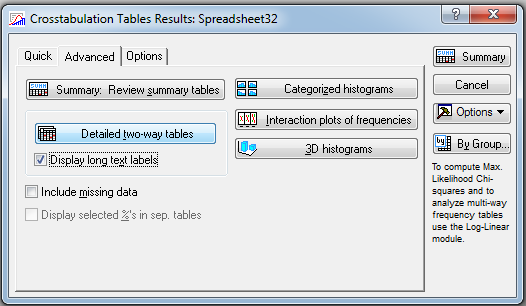 Crosstabulation Tables Results: Spreadsheet32
?
Quick
Advanced
Options
Summary: Review summary tables
Detailed two-way tables
Display long text labels
Include missing data
Display selected %'s in sep. tables
Categorized histograms
Interaction plots of frequencies
3D histograms
SUMM
Summary
Cancel
Options
By Group...
To compute Max.
Likelihood Chi-
squares and to
analyze multi-way
frequency tables
use the Log-Linear
module.